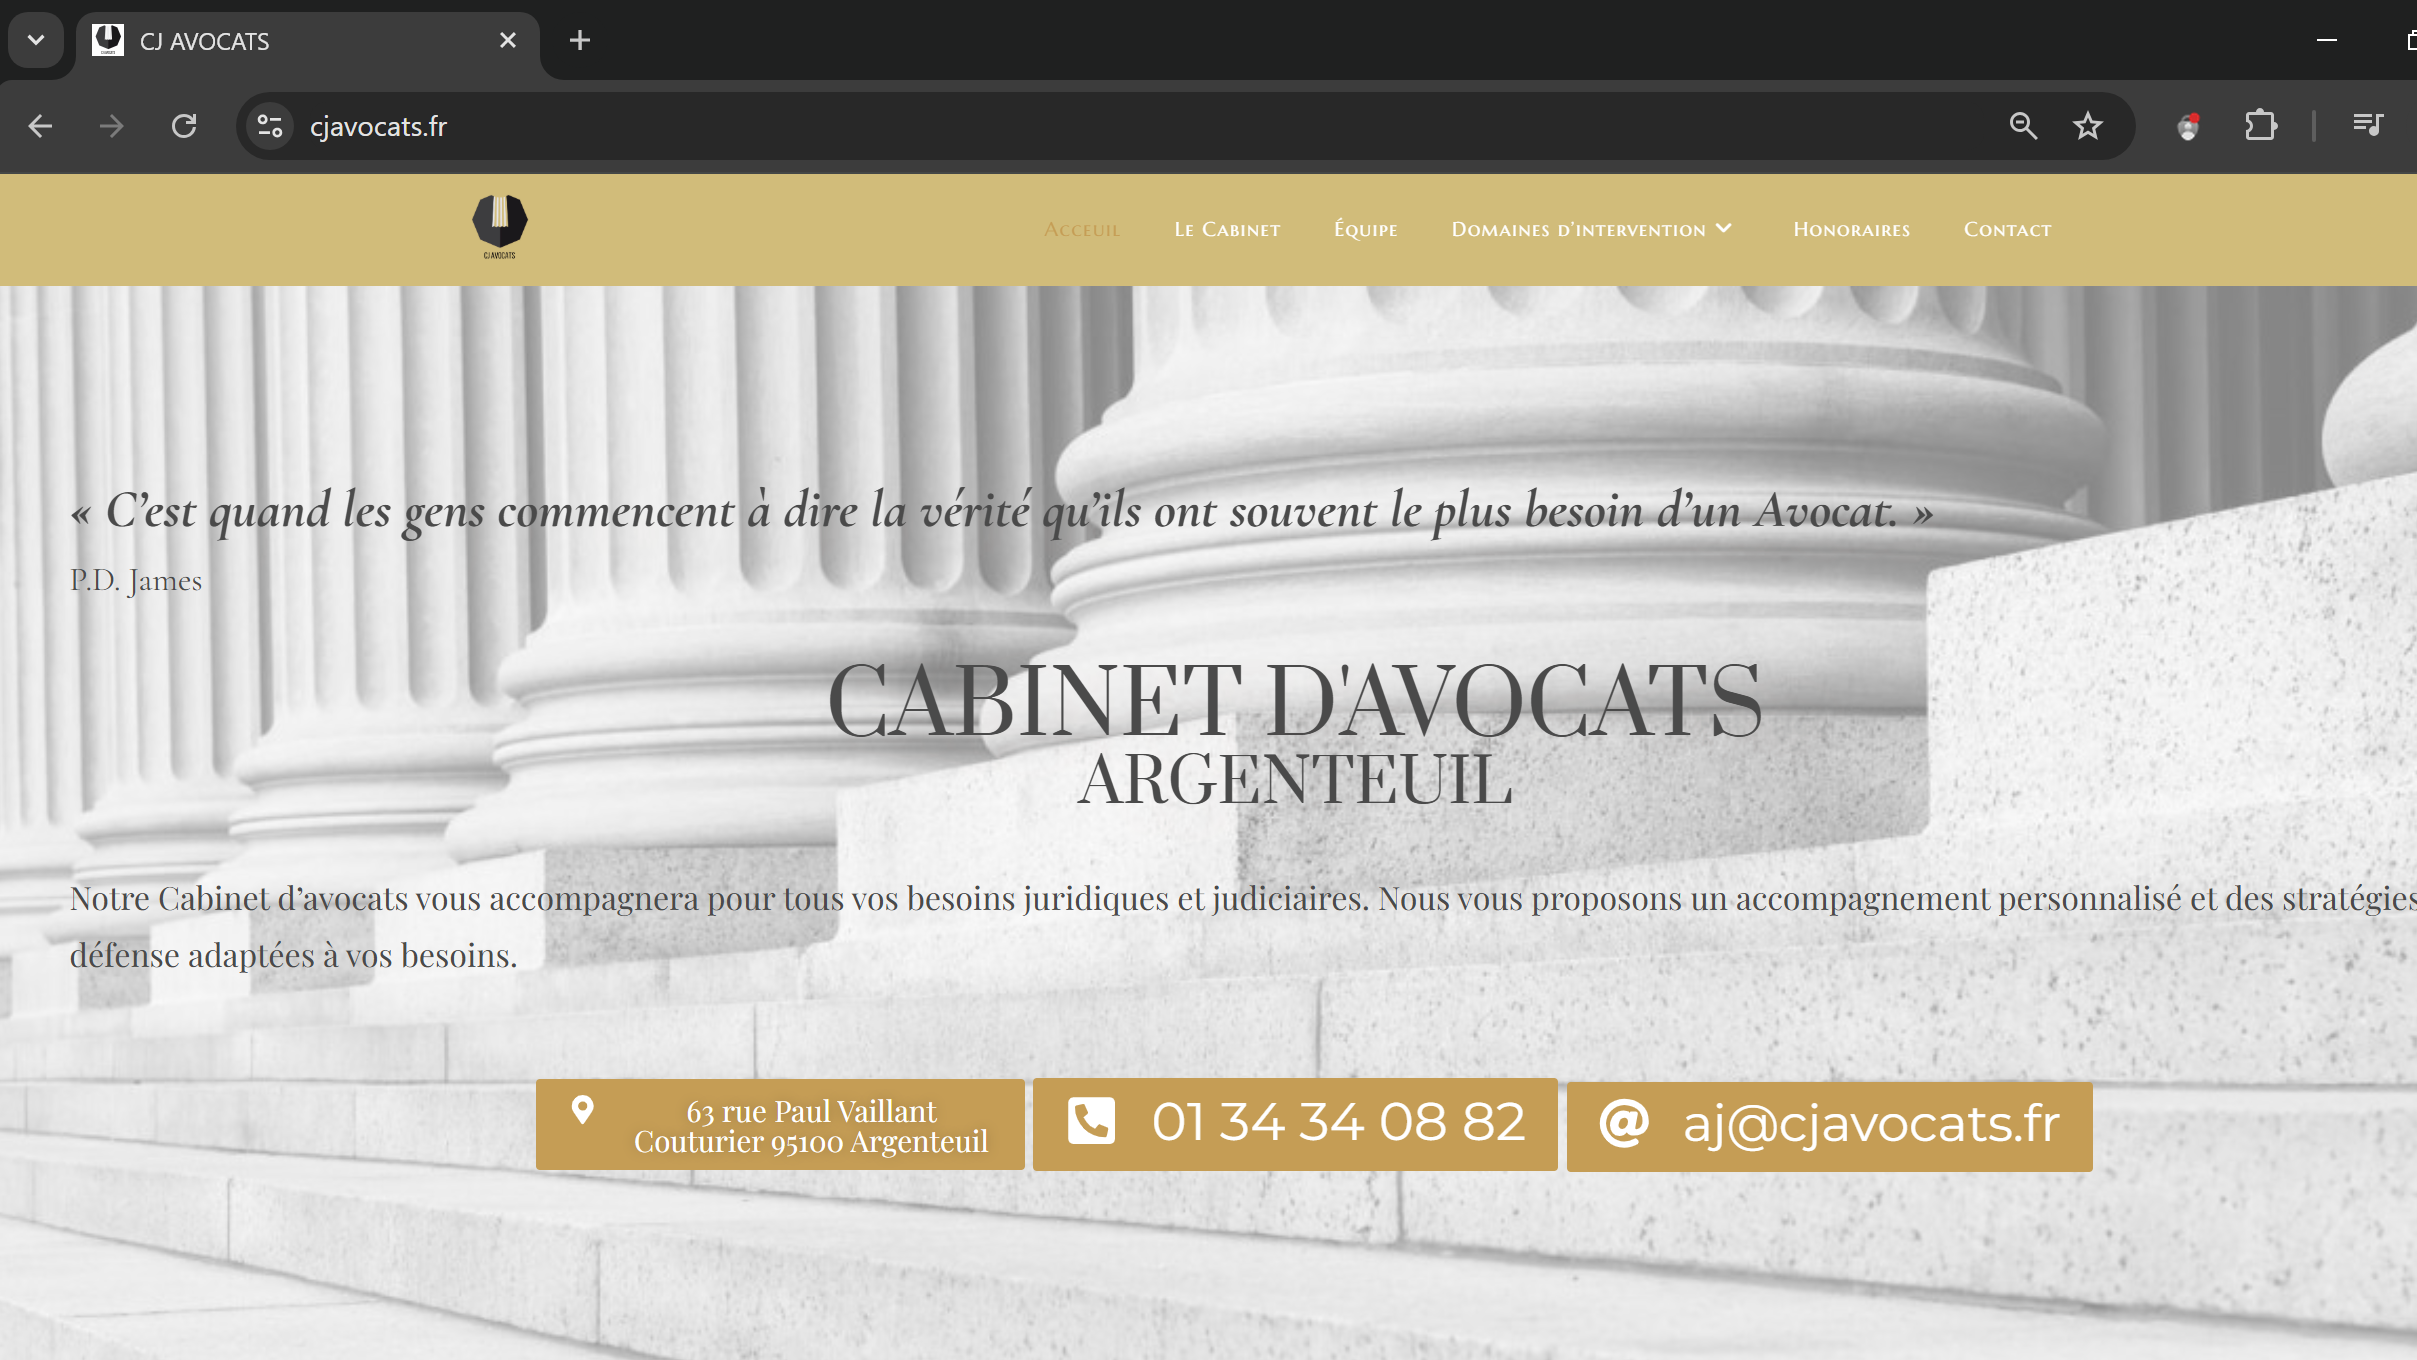 CJ AVOCATS
cjavocats.fr
CJ AVOCATS
Acceuil Le Cabinet Équipe Domaines d’intervention Honoraires Contact
« C’est quand les gens commencent à dire la vérité qu’’ils ont souvent le plus besoin d’un Avocat. »
P.D. James
CABINET D'AVOCATS
ARGENTEUIL
Notre Cabinet d’avocats vous accompagnera pour tous vos besoins juridiques et judiciaires. Nous vous proposons un accompagnement personnalisé et des stratégies
défense adaptées à vos besoins.
63 rue Paul Vaillant
Couturier 95100 Argenteuil
01 34 34 08 82
aj@cjavocats.fr